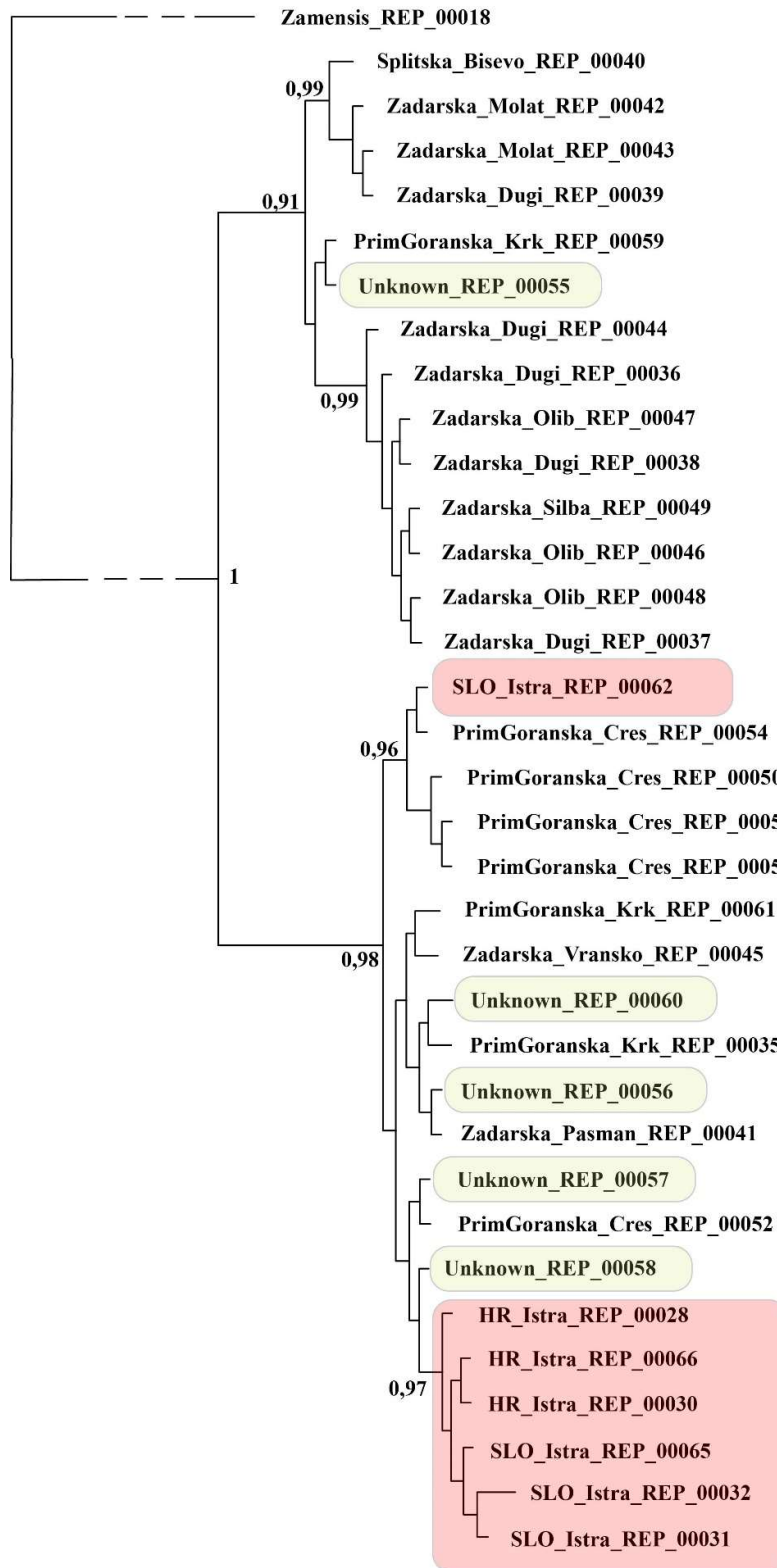 Zamensis_REP_00018
Splitska_Bisevo_REP_00040
0,99
Zadarska_Molat_REP_00042
Zadarska_Molat_REP_00043
Zadarska_Dugi_REP_00039
0,91
PrimGoranska_Krk_REP_00059
Unknown_REP_00055
Zadarska_Dugi_REP_00044
Zadarska_Dugi_REP_00036
0,99
Zadarska_Olib_REP_00047
Zadarska_Dugi_REP_00038
Zadarska_Silba_REP_00049
Zadarska_Olib_REP_00046
1
Zadarska_Olib_REP_00048
Zadarska_Dugi_REP_00037
SLO_Istra_REP_00062
PrimGoranska_Cres_REP_00054
0,96
PrimGoranska_Cres_REP_00050
PrimGoranska_Cres_REP_0005
PrimGoranska_Cres_REP_0005
PrimGoranska_Krk_REP_00061
Zadarska_Vransko_REP_00045
0,98
Unknown_REP_00060
PrimGoranska_Krk_REP_00035
Unknown_REP_00056
Zadarska_Pasman_REP_00041
Unknown_REP_00057
PrimGoranska_Cres_REP_00052
Unknown_REP_00058
HR_Istra_REP_00028
HR_Istra_REP_00066
0,97
HR_Istra_REP_00030
SLO_Istra_REP_00065
SLO_Istra_REP_00032
SLO_Istra_REP_00031